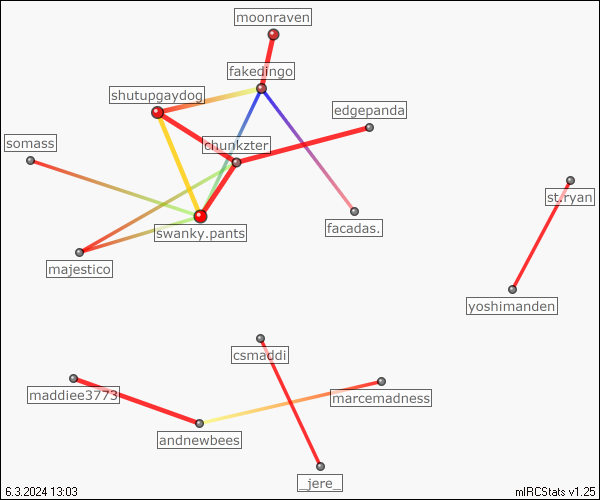 moonraven
fakedingo
shutupgaydog
edgepanda
somass
chunkzter
st.ryan
facadas.
swanky.pants
majestico
yoshimanden
csmaddi
maddiee3773
marcemadness
andnewbees
_jere_
6.3.2024 13:03
mIRCStats v1.25